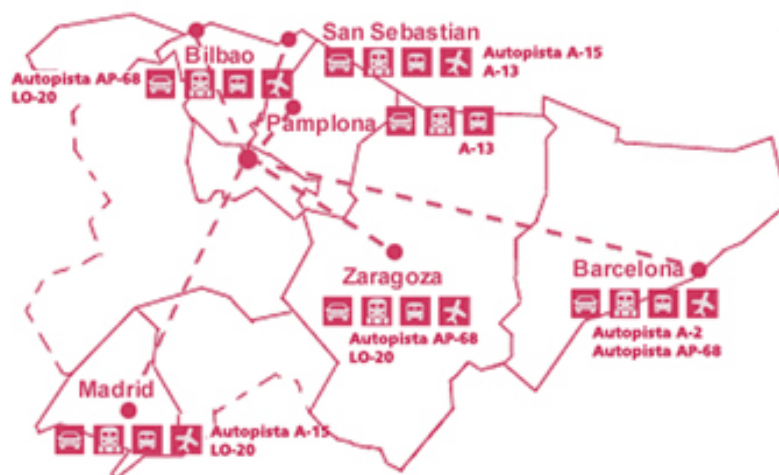 San Sebastian
Autopista A-15
A-13
Bilbao
Autopista AP-68
LO-20
Pamplona
A-13
Zaragoza
Autopista AP-68
LO-20
Barcelona
Autopista A-2
Autopista AP-68
Madrid
Autopista A-15
LO-20